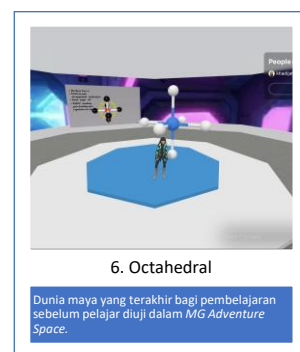 People
6. Octahedral
Dunia maya yang terakhir bagi pembelajaran
sebelum pelajar diuji dalam MG Adventure
Space.